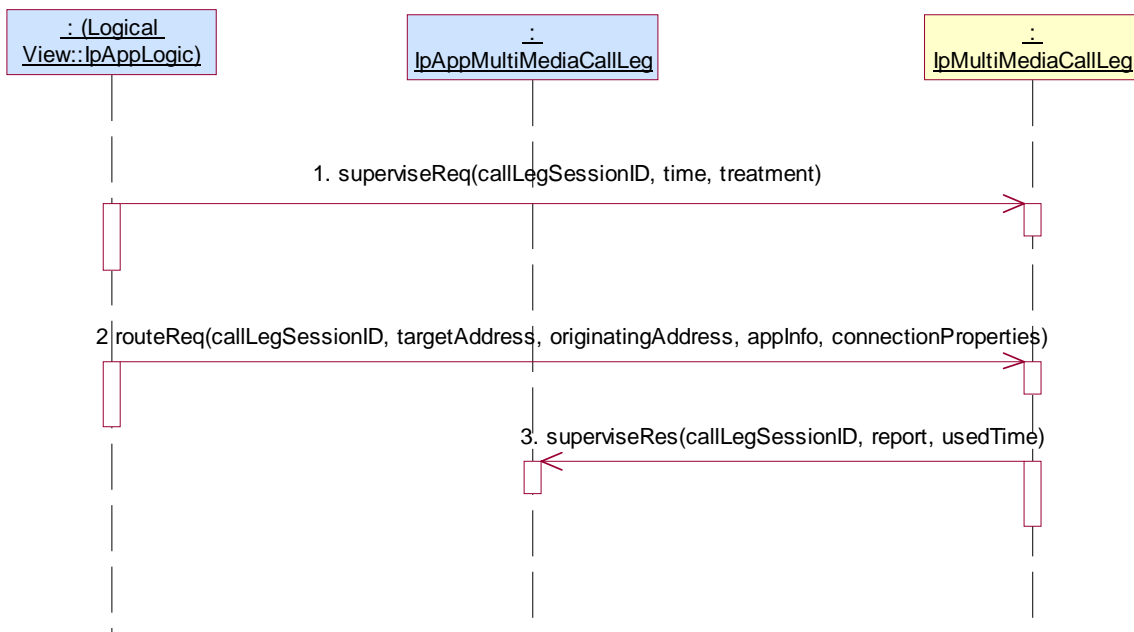 : (Logical
View::IpAppLogic)
:
IpAppMultiMediaCallLeg
:
IpMultiMediaCallLeg
1. superviseReq(callLegSessionID, time, treatment)
2 routeReq(callLegSessionID, targetAddress, originatingAddress, appInfo, connectionProperties)
3. superviseRes(callLegSessionID, report, usedTime)